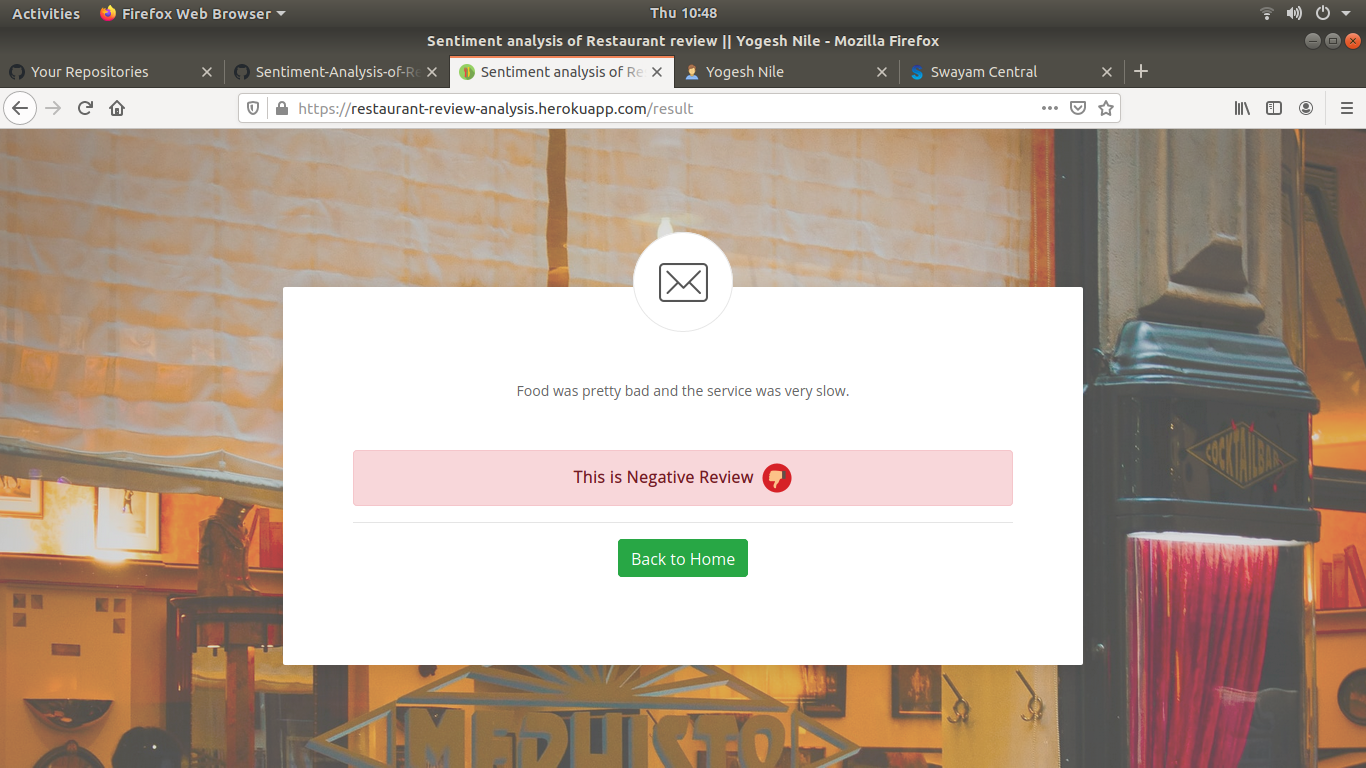 Activities
Firefox Web Browser
Thu 10:48
Sentiment analysis of Restaurant review || Yogesh Nile - Mozilla Firefox
Your Repositories
Sentiment-Analysis-of-Re
Sentiment analysis of Re
Yogesh Nile
Swayam Central
https://restaurant-review-analysis.herokuapp.com/result
Food was pretty bad and the service was very slow.
This is Negative Review
Back to Home
COCKTAILBAR
MEPHISTO